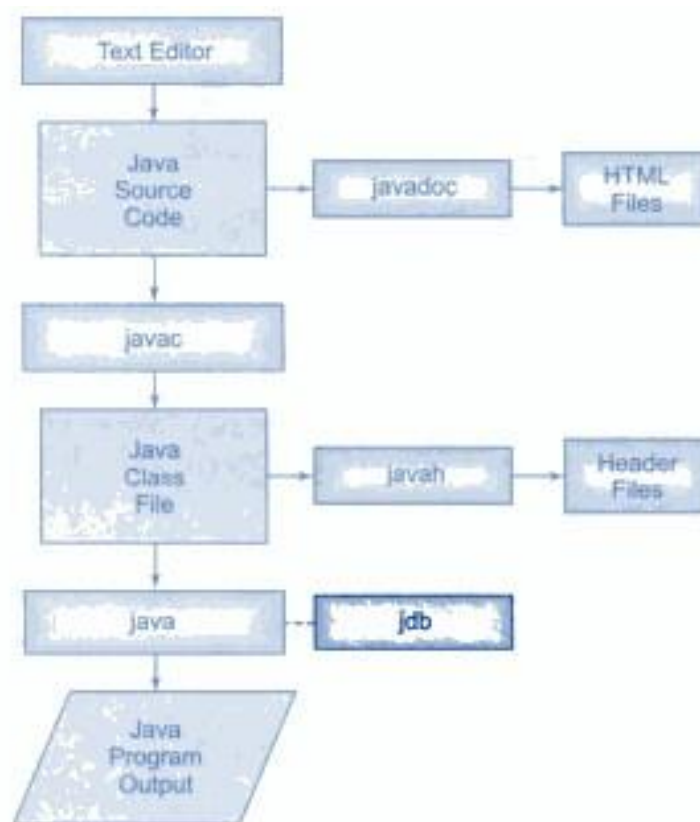 Text Editor
Java
Source
Code
javadoc
HTML
Files
javac
Java
Class
File
javah
Header
Files
java
jdb
Java
Program
Output